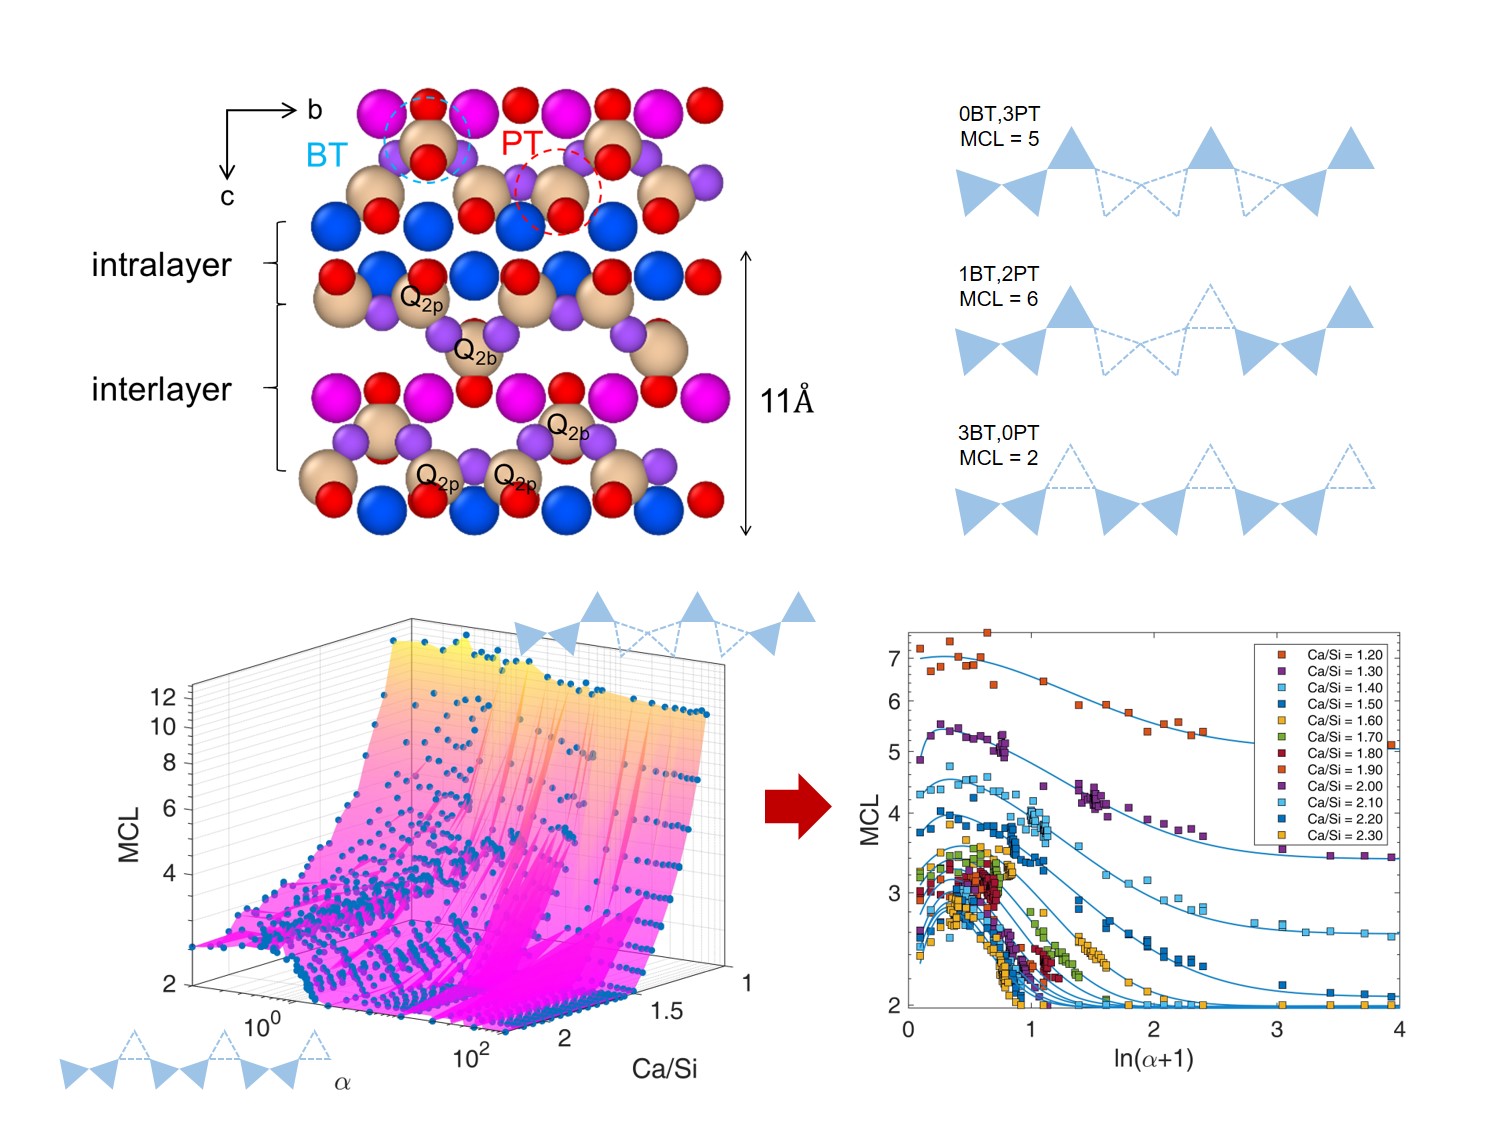 b
c
BT
PT
intralayer
interlayer
Q2p
Q2b
Q2b
Q2p
Q2p
11Å
0BT,3PT
MCL = 5
1BT,2PT
MCL = 6
3BT,0PT
MCL = 2
12
10
8
6
4
2
MCL
10⁰
10²
α
2
1.5
1
Ca/Si
7
6
5
4
3
2
MCL
0
1
2
3
4
ln(α+1)
Ca/Si = 1.20
Ca/Si = 1.30
Ca/Si = 1.40
Ca/Si = 1.50
Ca/Si = 1.60
Ca/Si = 1.70
Ca/Si = 1.80
Ca/Si = 1.90
Ca/Si = 2.00
Ca/Si = 2.10
Ca/Si = 2.20
Ca/Si = 2.30